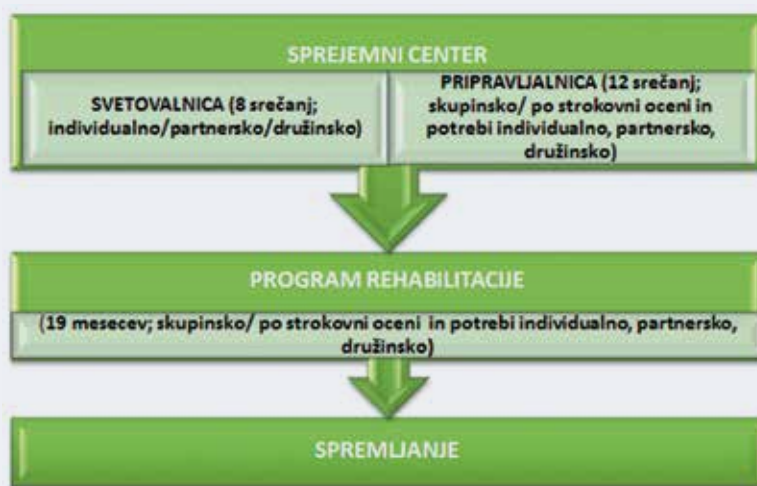 SPREJEMNI CENTER
SVETOVALNICA (8 srečanj;
individualno/partnersko/družinsko)
PRIPRAVLJALNICA (12 srečanj;
skupinsko/ po strokovni oceni in
potrebi individualno, partnersko,
družinsko)
PROGRAM REHABILITACIJE
(19 mesecev; skupinsko/ po strokovni oceni in potrebi individualno, partnersko,
družinsko)
SPREMLJANJE